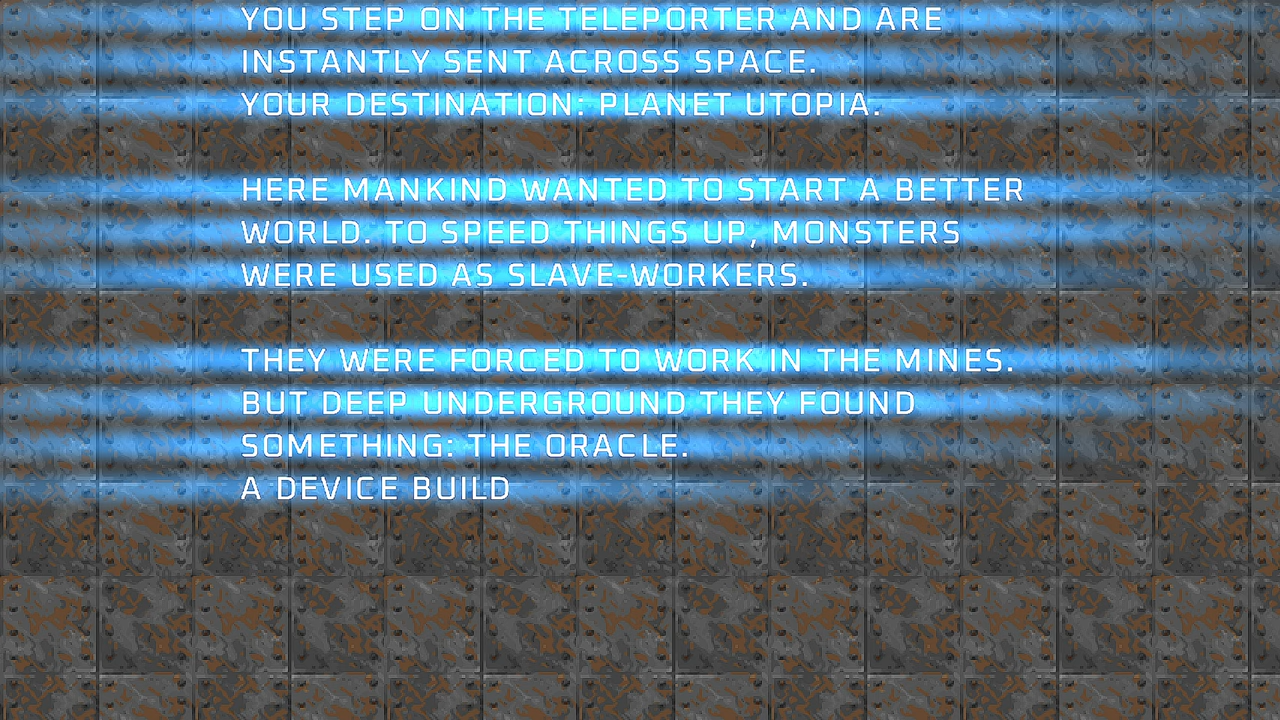 YOU STEP ON THE TELEPORTER AND ARE
INSTANTLY SENT ACROSS SPACE.
YOUR DESTINATION: PLANET UTOPIA.
HERE MANKIND WANTED TO START A BETTER
WORLD. TO SPEED THINGS UP, MONSTERS
WERE USED AS SLAVE-WORKERS.
THEY WERE FORCED TO WORK IN THE MINES.
BUT DEEP UNDERGROUND THEY FOUND
SOMETHING: THE ORACLE.
A DEVICE BUILD